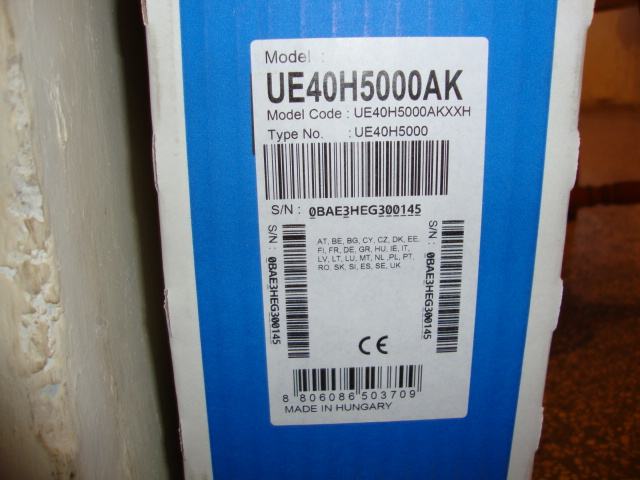 Model :
UE40H5000AK
Model Code : UE40H5000AKXXH
Type No. : UE40H5000
S/N : 0BAE3HEG300145
S/N : 0BAE3HEG300145
AT, BE, BG, CY, CZ, DK, EE,
FI, FR, DE, GR, HU, IE, IT,
LV, LT, LU, MT, NL ,PL, PT,
RO, SK, SI, ES, SE, UK
S/N : 0BAE3HEG300145
CE
8 806086 503709
MADE IN HUNGARY